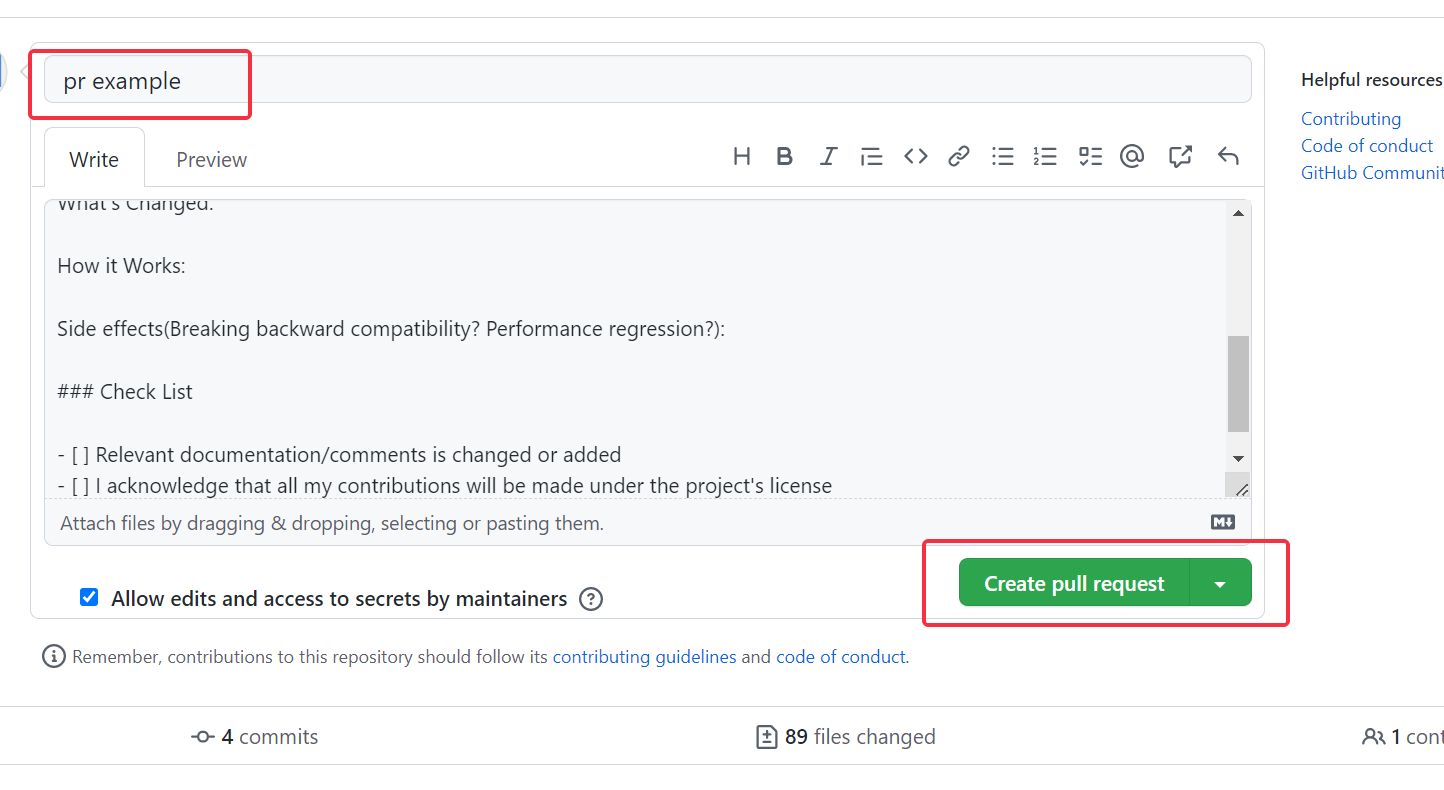 pr example
Helpful resources
Contributing
Code of conduct
GitHub Communit
Write Preview
What's Changed:
How it Works:
Side effects(Breaking backward compatibility? Performance regression?):
### Check List
- [ ] Relevant documentation/comments is changed or added
- [ ] I acknowledge that all my contributions will be made under the project's license
Attach files by dragging & dropping, selecting or pasting them.
Allow edits and access to secrets by maintainers
Create pull request
Remember, contributions to this repository should follow its contributing guidelines and code of conduct.
4 commits 89 files changed 1 cont